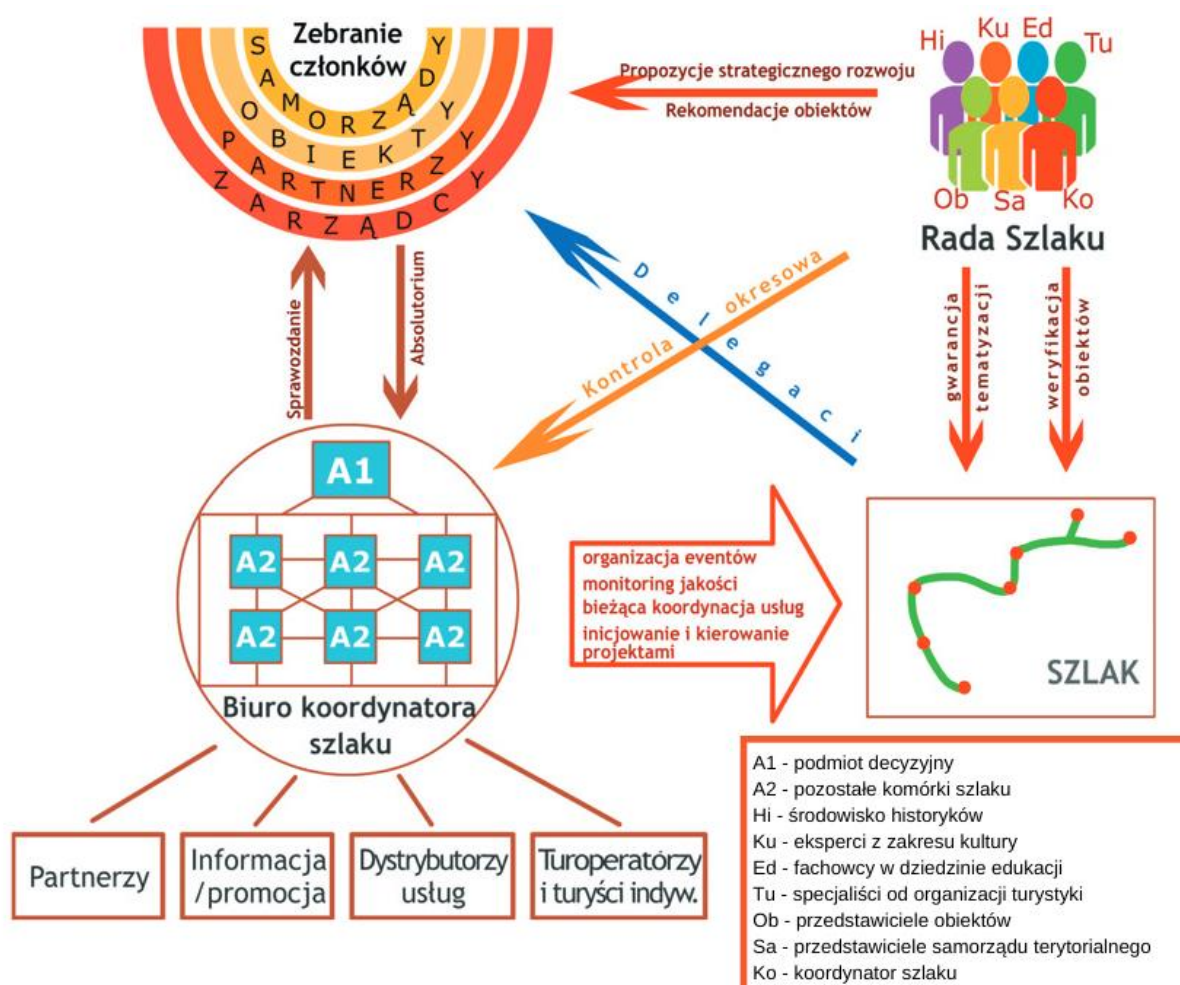 Zebranie
członków
SAMORZĄDY
OBIEKTY
PARTNERZY
ZARZĄDCY
Propozycje strategicznego rozwoju
Rekomendacje obiektów
Hi
Ku
Ed
Tu
Ob
Sa
Ko
Rada Szlaku
Sprawozdanie
Absolutorium
Kontrola okresowa
Delegaci
gwarancja
tematyzacji
weryfikacja
obiektów
A1
A2
A2
A2
A2
A2
A2
Biuro koordynatora
szlaku
organizacja eventów
monitoring jakości
bieżąca koordynacja usług
inicjowanie i kierowanie
projektami
SZLAK
Partnerzy
Informacja
/promocja
Dystrybutorzy
usług
Turoperatórzy
i turyści indyw.
A1 - podmiot decyzyjny
A2 - pozostałe komórki szlaku
Hi - środowisko historyków
Ku - eksperci z zakresu kultury
Ed - fachowcy w dziedzinie edukacji
Tu - specjaliści od organizacji turystyki
Ob - przedstawiciele obiektów
Sa - przedstawiciele samorządu terytorialnego
Ko - koordynator szlaku